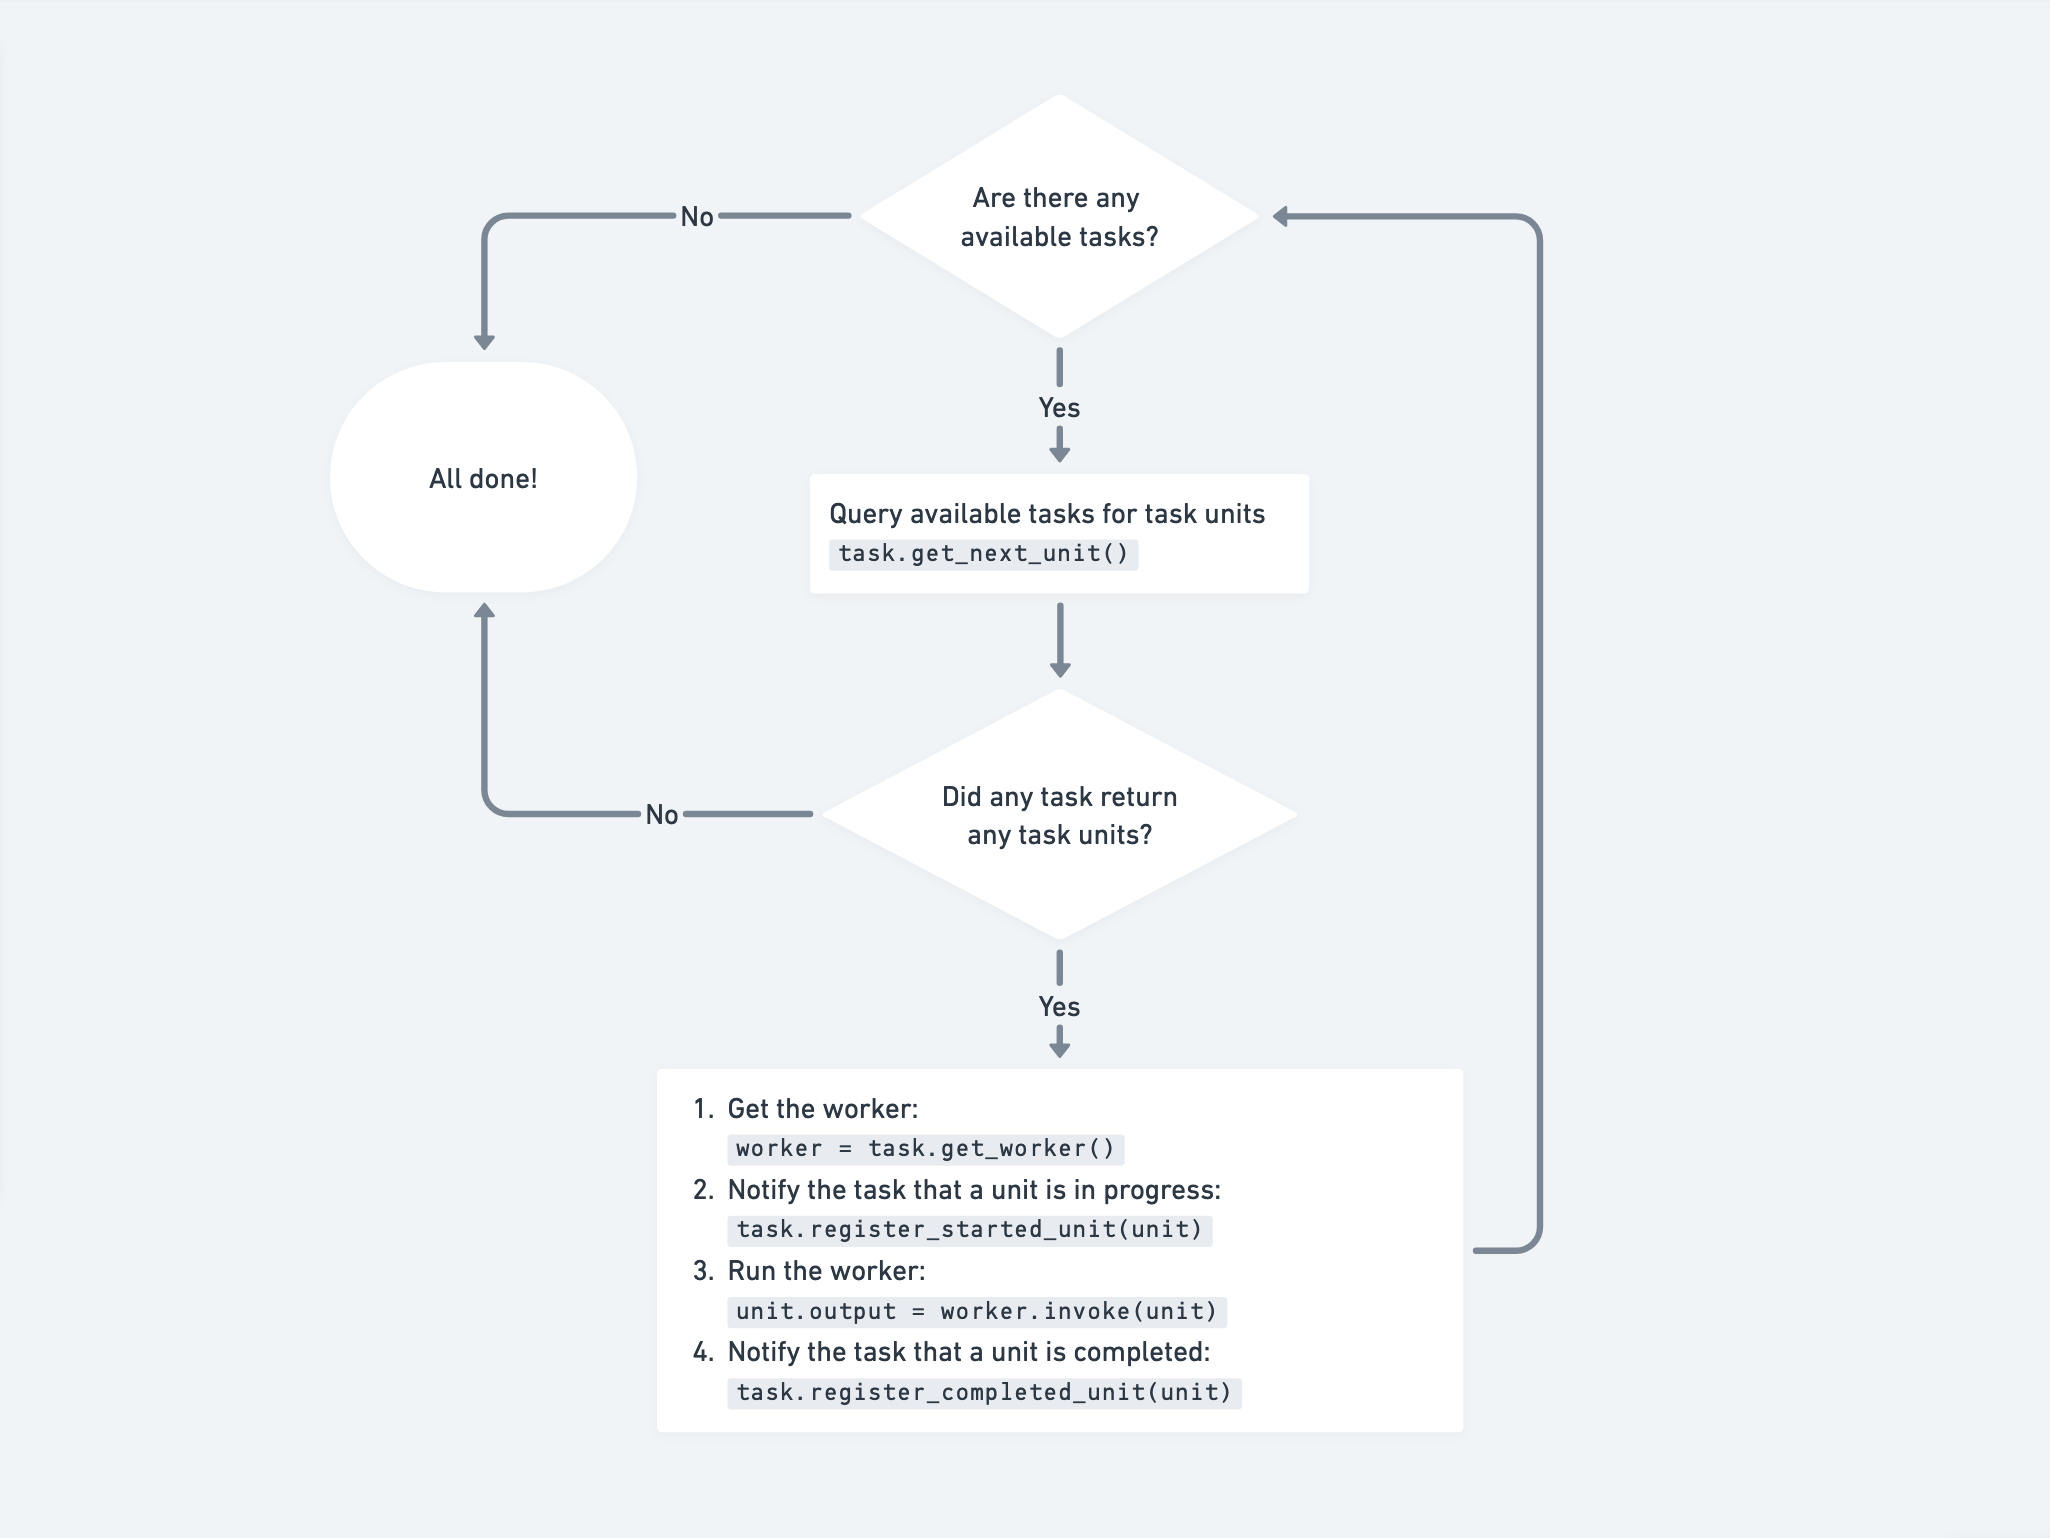 Are there any
available tasks?
No
Yes
All done!
Query available tasks for task units
task.get_next_unit()
Did any task return
any task units?
No
Yes
1. Get the worker:
worker = task.get_worker()
2. Notify the task that a unit is in progress:
task.register_started_unit(unit)
3. Run the worker:
unit.output = worker.invoke(unit)
4. Notify the task that a unit is completed:
task.register_completed_unit(unit)